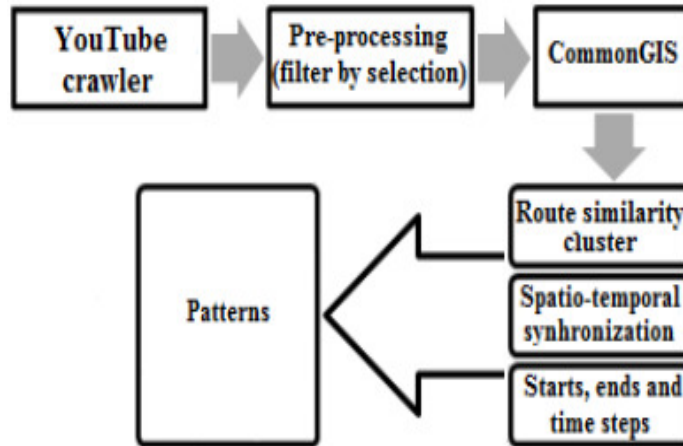 YouTube
crawler
Pre-processing
(filter by selection)
CommonGIS
Route similarity
cluster
Spatio-temporal
synhronization
Starts, ends and
time steps
Patterns